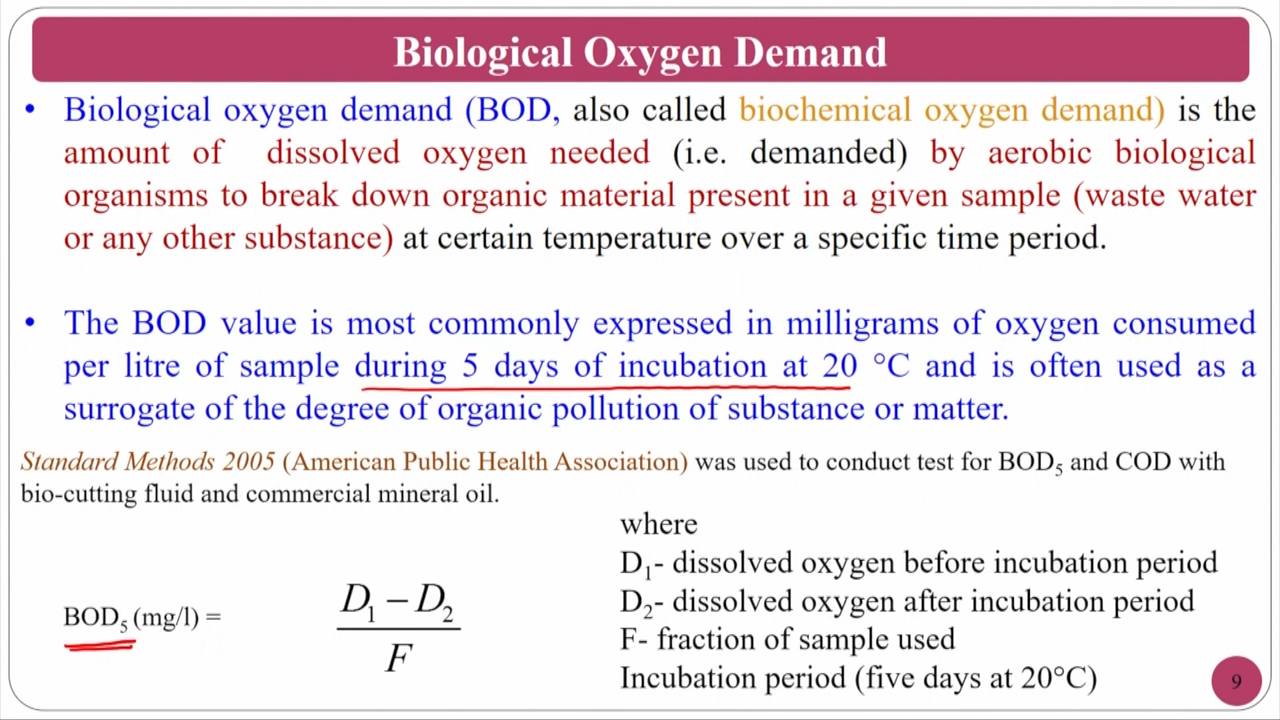 Biological Oxygen Demand
• Biological oxygen demand (BOD, also called biochemical oxygen demand) is the
amount of dissolved oxygen needed (i.e. demanded) by aerobic biological
organisms to break down organic material present in a given sample (waste water
or any other substance) at certain temperature over a specific time period.
• The BOD value is most commonly expressed in milligrams of oxygen consumed
per litre of sample during 5 days of incubation at 20 °C and is often used as a
surrogate of the degree of organic pollution of substance or matter.
Standard Methods 2005 (American Public Health Association) was used to conduct test for BOD₅ and COD with
bio-cutting fluid and commercial mineral oil.
BOD₅ (mg/l) =
D₁ – D₂
F
where
D₁- dissolved oxygen before incubation period
D₂- dissolved oxygen after incubation period
F- fraction of sample used
Incubation period (five days at 20°C)
9